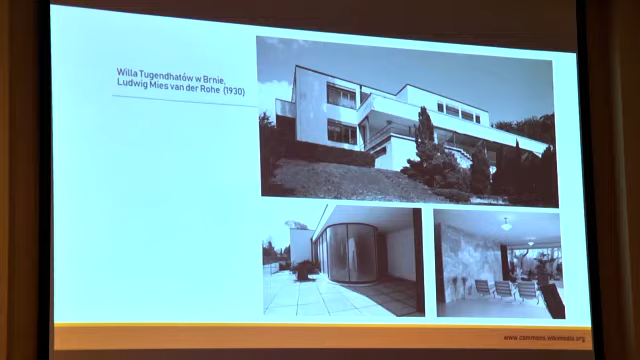 Willa Tugendhatów w Brnie,
Ludwig Mies van der Rohe (1930)
www.commons.wikimedia.org